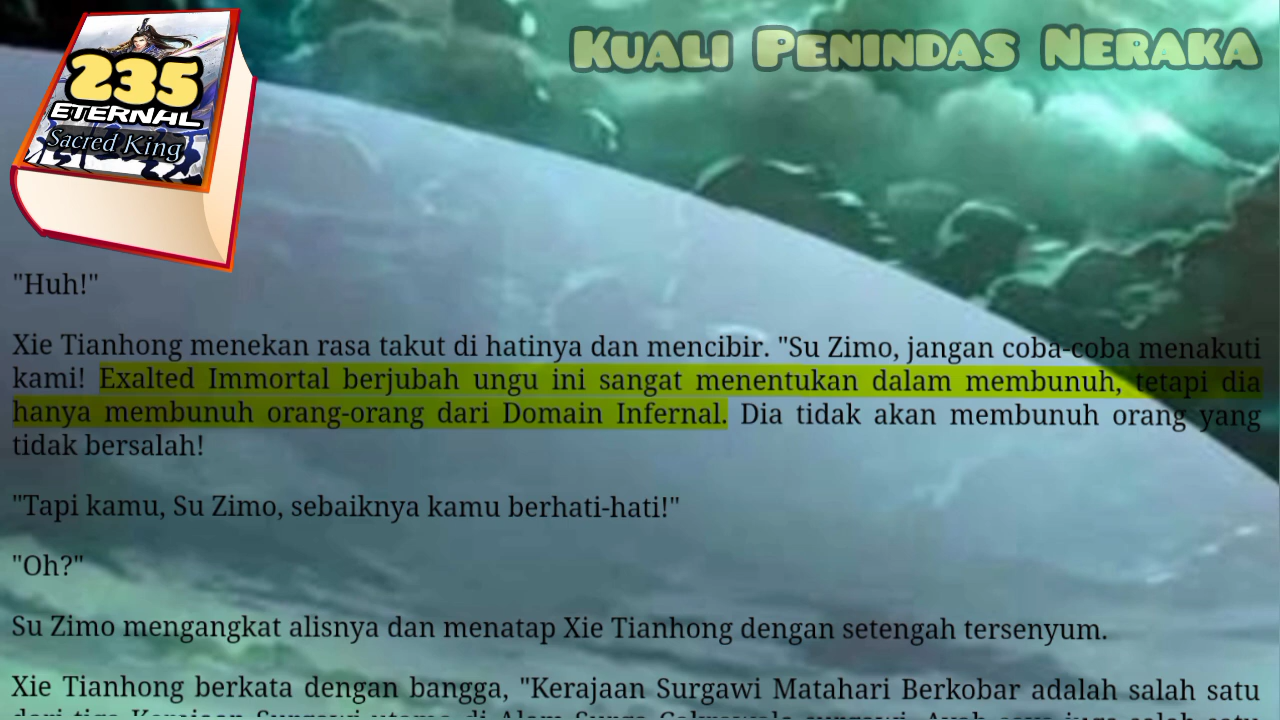 Kuali Penindas Neraka
235
ETERNAL
Sacred King
"Huh!"
Xie Tianhong menekan rasa takut di hatinya dan mencibir. "Su Zimo, jangan coba-coba menakuti
kami! Exalted Immortal berjubah ungu ini sangat menentukan dalam membunuh, tetapi dia
hanya membunuh orang-orang dari Domain Infernal. Dia tidak akan membunuh orang yang
tidak bersalah!
"Tapi kamu, Su Zimo, sebaiknya kamu berhati-hati!"
"Oh?"
Su Zimo mengangkat alisnya dan menatap Xie Tianhong dengan setengah tersenyum.
Xie Tianhong berkata dengan bangga, "Kerajaan Surgawi Matahari Berkobar adalah salah satu